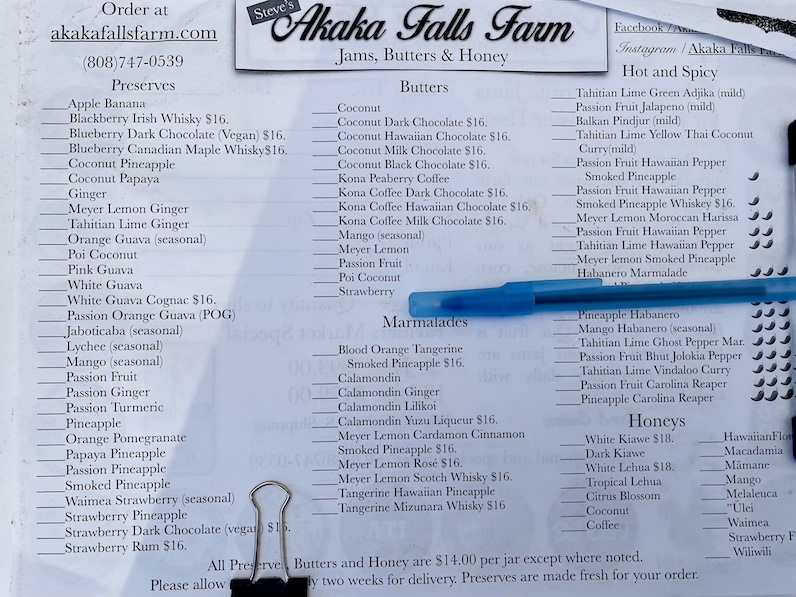 Order at
akakafallsfarm.com
(808)747-0539
Steve's
Akaka Falls Farm
Jams, Butters & Honey
Facebook /
Instagram / Akaka Falls
Preserves
Apple Banana
Blackberry Irish Whisky $16.
Blueberry Dark Chocolate (Vegan) $16.
Blueberry Canadian Maple Whisky$16.
Coconut Pineapple
Coconut Papaya
Ginger
Meyer Lemon Ginger
Tahitian Lime Ginger
Orange Guava (seasonal)
Poi Coconut
Pink Guava
White Guava
White Guava Cognac $16.
Passion Orange Guava (POG)
Jaboticaba (seasonal)
Lychee (seasonal)
Mango (seasonal)
Passion Fruit
Passion Ginger
Passion Turmeric
Pineapple
Orange Pomegranate
Papaya Pineapple
Passion Pineapple
Smoked Pineapple
Waimea Strawberry (seasonal)
Strawberry Pineapple
Strawberry Dark Chocolate (vegan) $16.
Strawberry Rum $16.
Butters
Coconut
Coconut Dark Chocolate $16.
Coconut Hawaiian Chocolate $16.
Coconut Milk Chocolate $16.
Coconut Black Chocolate $16.
Kona Peaberry Coffee
Kona Coffee Dark Chocolate $16.
Kona Coffee Hawaiian Chocolate $16.
Kona Coffee Milk Chocolate $16.
Mango (seasonal)
Meyer Lemon
Passion Fruit
Poi Coconut
Strawberry
Marmalades
Blood Orange Tangerine
Smoked Pineapple $16.
Calamondin
Calamondin Ginger
Calamondin Lilikoi
Calamondin Yuzu Liqueur $16.
Meyer Lemon Cardamon Cinnamon
Smoked Pineapple $16.
Meyer Lemon Rosé $16.
Meyer Lemon Scotch Whisky $16.
Tangerine Hawaiian Pineapple
Tangerine Mizunara Whisky $16
Hot and Spicy
Tahitian Lime Green Adjika (mild)
Passion Fruit Jalapeno (mild)
Balkan Pindjur (mild)
Tahitian Lime Yellow Thai Coconut
Curry(mild)
Passion Fruit Hawaiian Pepper
Smoked Pineapple
Passion Fruit Hawaiian Pepper
Smoked Pineapple Whiskey $16.
Meyer Lemon Moroccan Harissa
Passion Fruit Hawaiian Pepper
Tahitian Lime Hawaiian Pepper
Meyer lemon Smoked Pineapple
Habanero Marmalade
Pineapple Habanero
Mango Habanero (seasonal)
Tahitian Lime Ghost Pepper Mar.
Passion Fruit Bhut Jolokia Pepper
Tahitian Lime Vindaloo Curry
Passion Fruit Carolina Reaper
Pineapple Carolina Reaper
Honeys
White Kiawe $18.
Dark Kiawe
White Lehua $18.
Tropical Lehua
Citrus Blossom
Coconut
Coffee
Macadamia
Māmane
Mango
Melaleuca
"Ūlei
Waimea
Strawberry
Wiliwili
All Preserves, Butters and Honey are $14.00 per jar except where noted.
Please allow two weeks for delivery. Preserves are made fresh for your order.